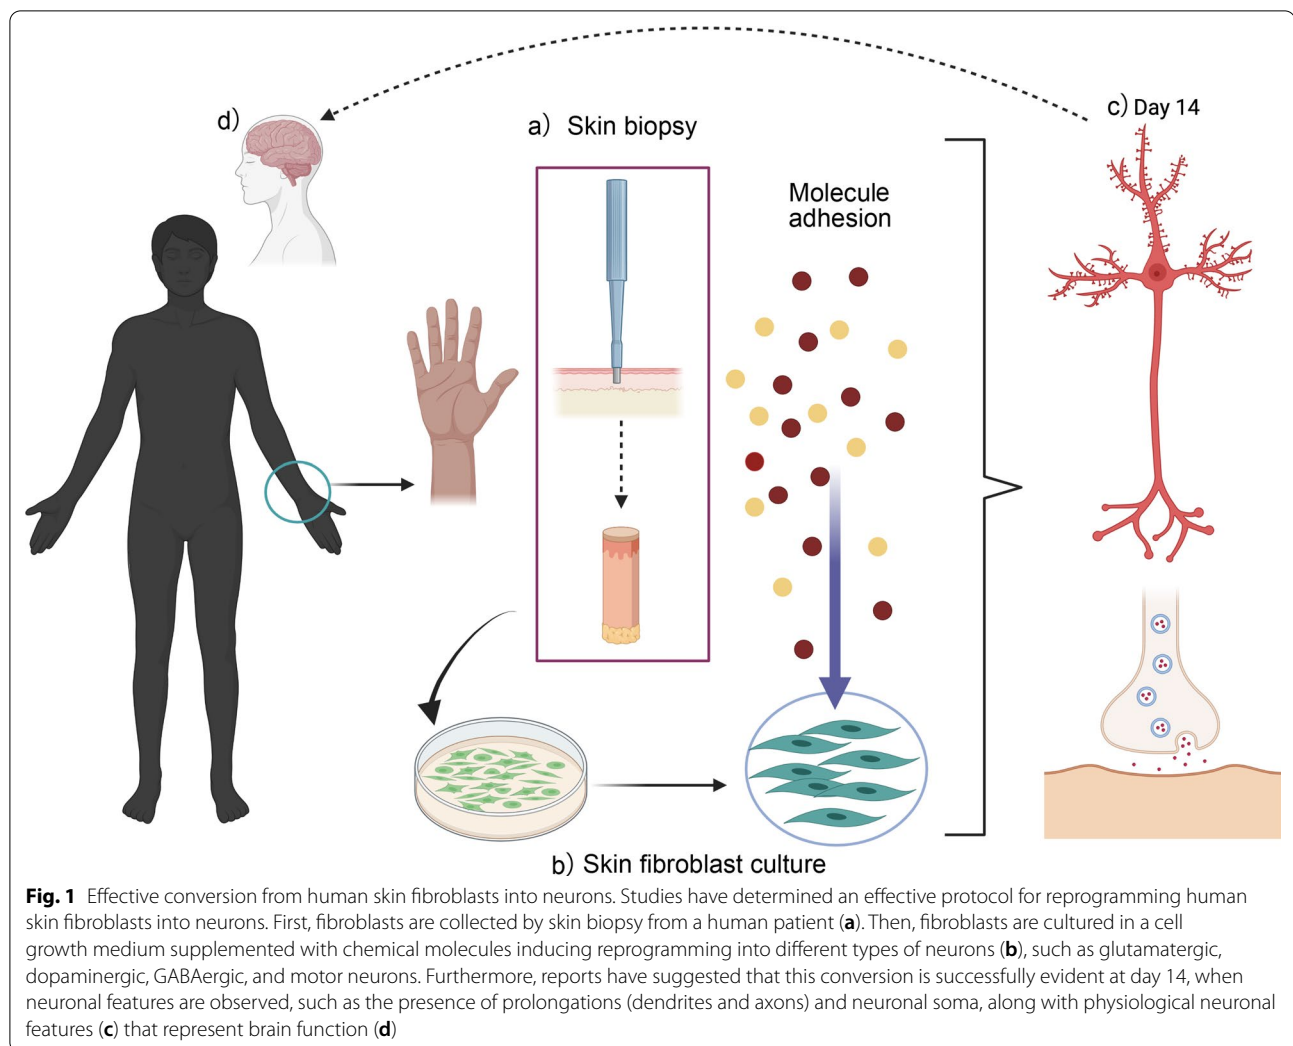 d)
a) Skin biopsy
c) Day 14
Molecule
adhesion
b) Skin fibroblast culture
Fig. 1 Effective conversion from human skin fibroblasts into neurons. Studies have determined an effective protocol for reprogramming human
skin fibroblasts into neurons. First, fibroblasts are collected by skin biopsy from a human patient (a). Then, fibroblasts are cultured in a cell
growth medium supplemented with chemical molecules inducing reprogramming into different types of neurons (b), such as glutamatergic,
dopaminergic, GABAergic, and motor neurons. Furthermore, reports have suggested that this conversion is successfully evident at day 14, when
neuronal features are observed, such as the presence of prolongations (dendrites and axons) and neuronal soma, along with physiological neuronal
features (c) that represent brain function (d)